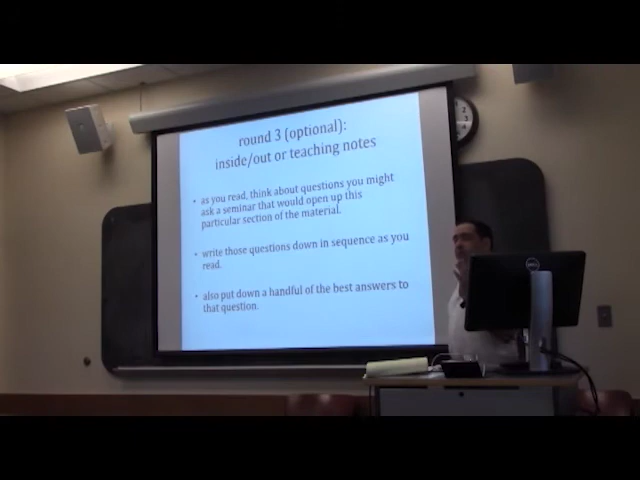 round 3 (optional):
inside/out or teaching notes
• as you read, think about questions you might
ask a seminar that would open up this
particular section of the material.
• write those questions down in sequence as you
read.
• also put down a handful of the best answers to
that question.
DELL